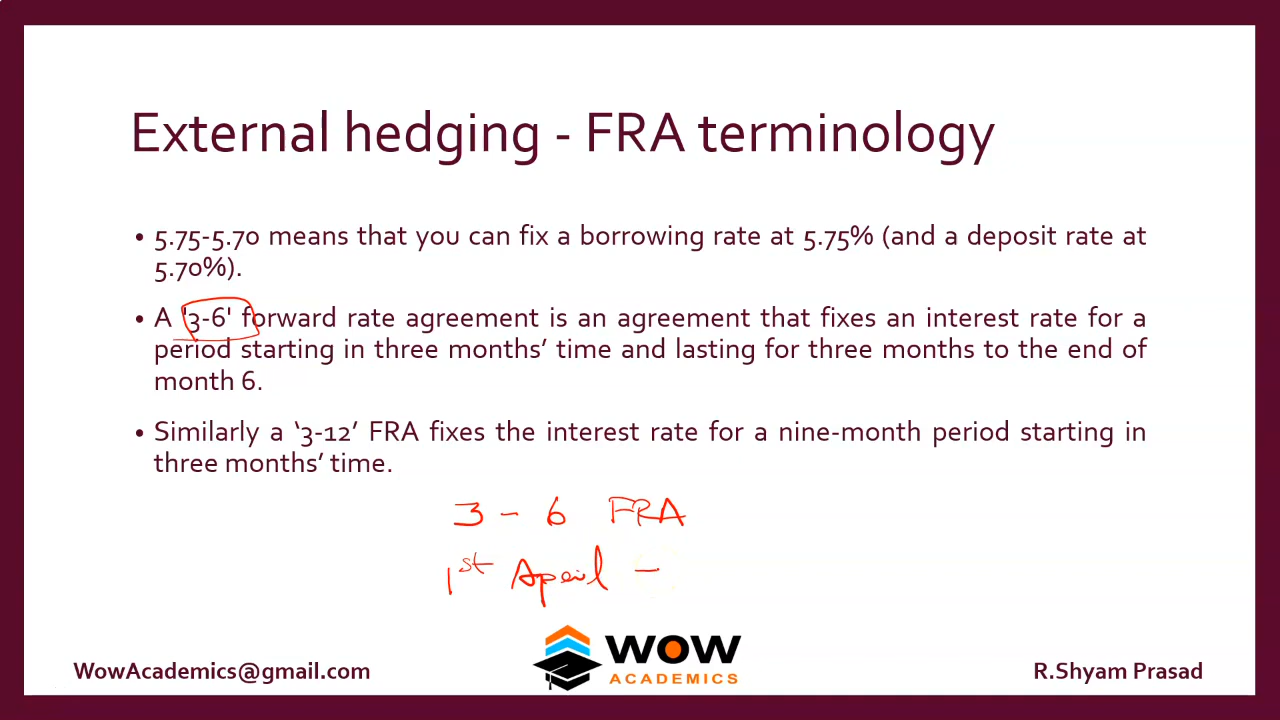 External hedging - FRA terminology
• 5.75-5.70 means that you can fix a borrowing rate at 5.75% (and a deposit rate at
5.70%).
• A '3-6' forward rate agreement is an agreement that fixes an interest rate for a
period starting in three months' time and lasting for three months to the end of
month 6.
• Similarly a ‘3-12’ FRA fixes the interest rate for a nine-month period starting in
three months’ time.
3 - 6 FRA
1st April -
WowAcademics@gmail.com
WOW
ACADEMICS
R.Shyam Prasad